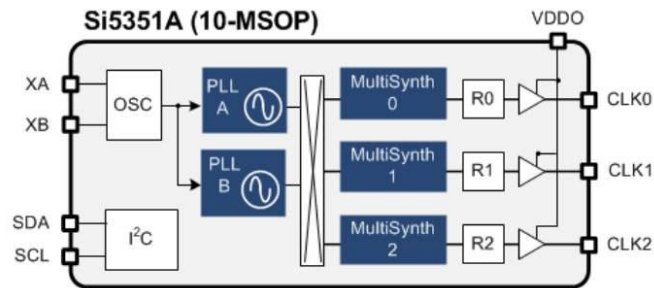 Si5351A (10-MSOP)
VDDO
XA
XB
OSC
PLL
A
PLL
B
MultiSynth
0
R0
CLK0
MultiSynth
1
R1
CLK1
SDA
SCL
I²C
MultiSynth
2
R2
CLK2